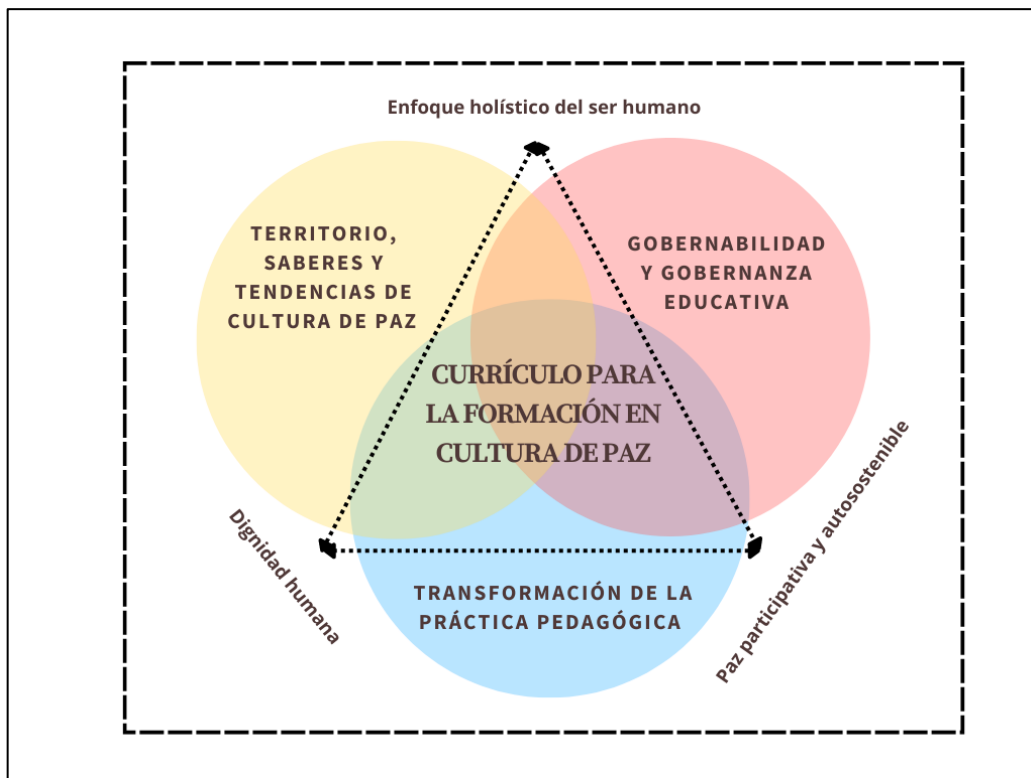 Enfoque holístico del ser humano
TERRITORIO,
SABERES Y
TENDENCIAS DE
CULTURA DE PAZ
GOBERNABILIDAD
Y GOBERNANZA
EDUCATIVA
CURRÍCULO PARA
LA FORMACIÓN EN
CULTURA DE PAZ
Dignidad humana
Paz participativa y autosostenible
TRANSFORMACIÓN DE LA
PRÁCTICA PEDAGÓGICA